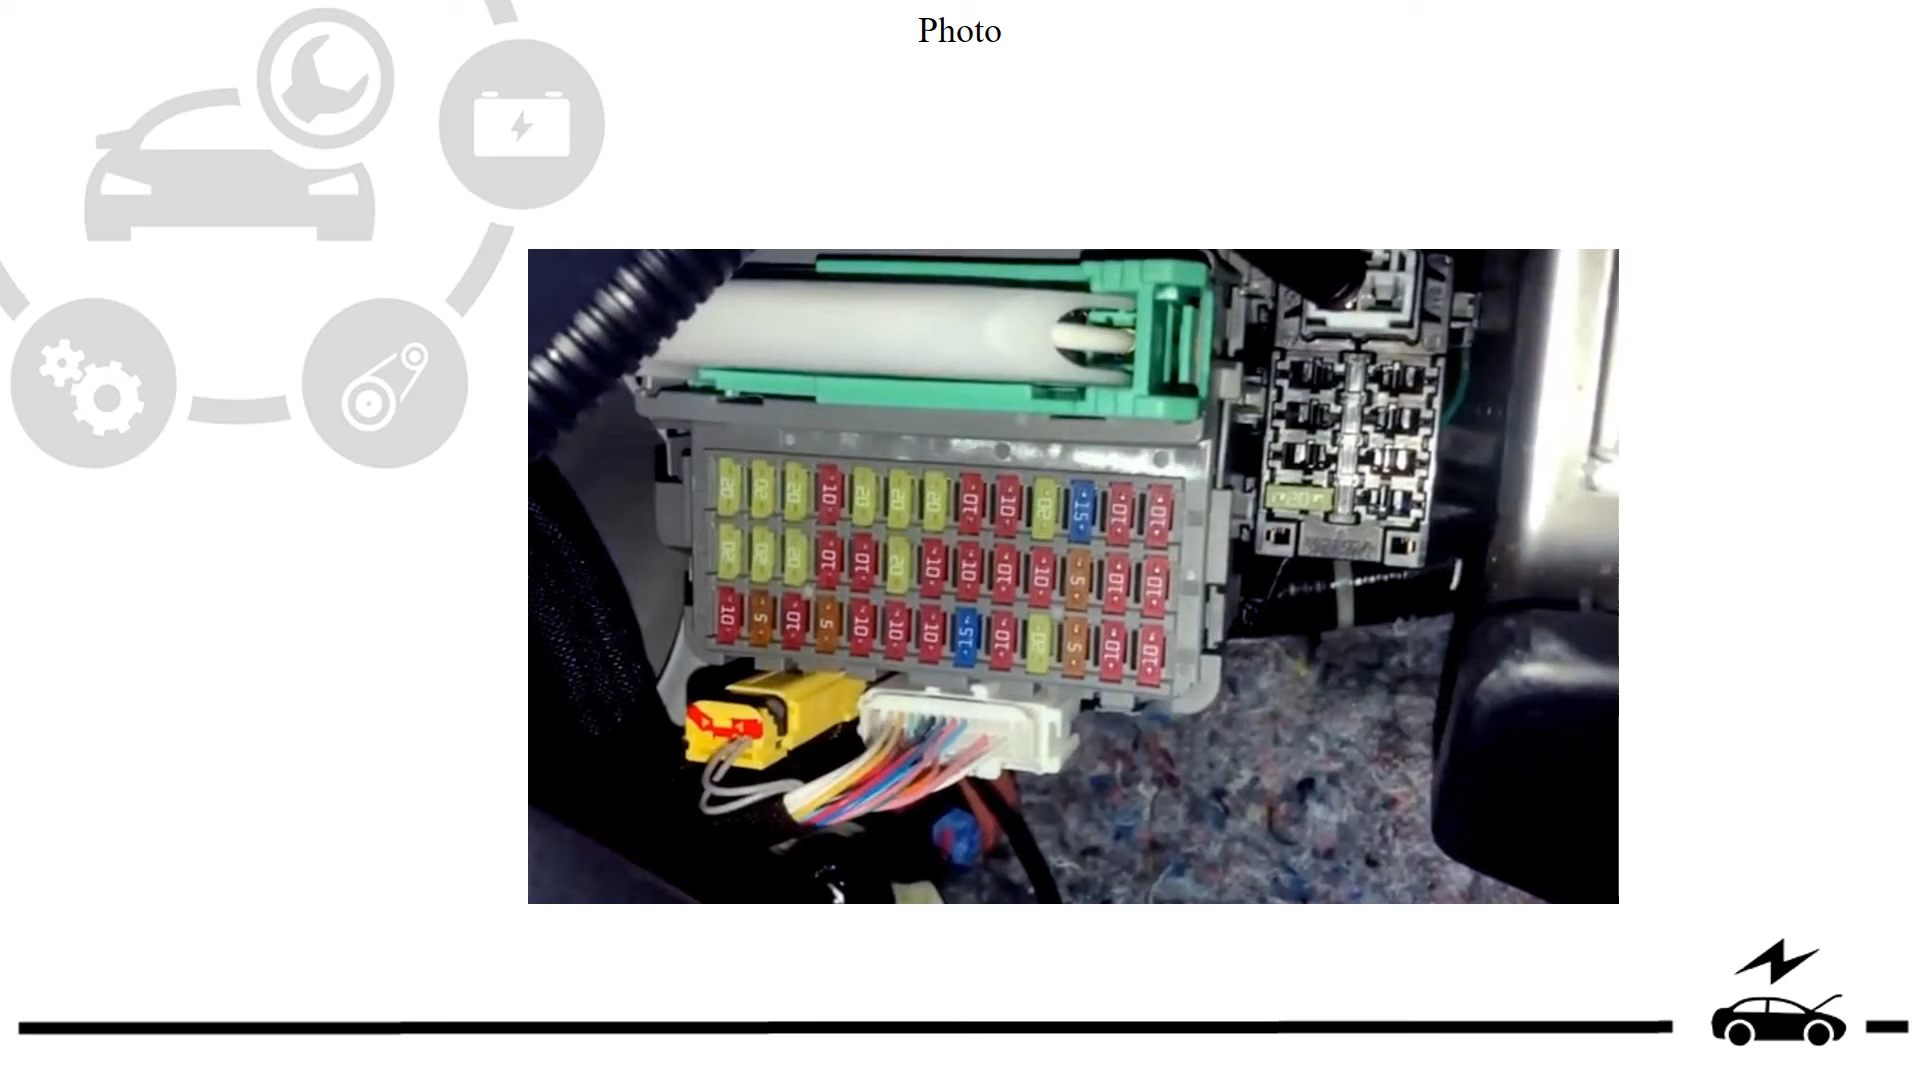 Photo
20 20 20 10 20 20 20 10 10 20 15 10 10
20
20 20 20 10 10 20 10 10 10 10 5 10 10
10 5 10 5 10 10 10 15 10 20 5 10 10